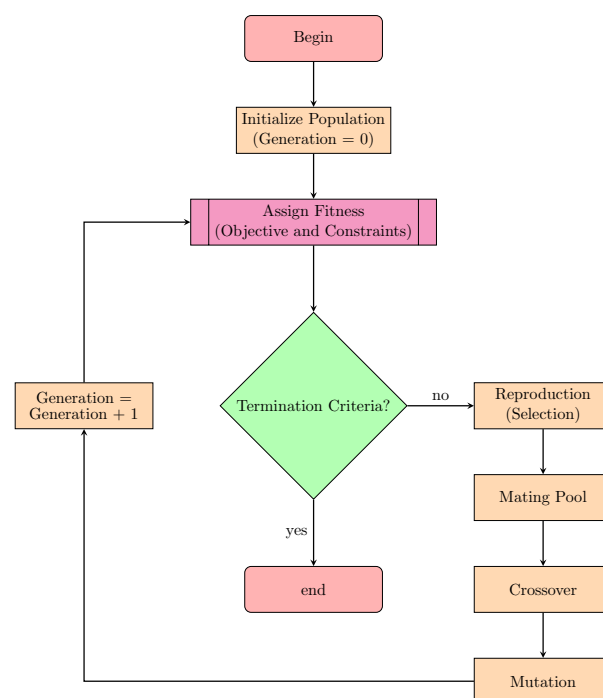 Begin
Initialize Population
(Generation = 0)
Assign Fitness
(Objective and Constraints)
Termination Criteria?
no
Reproduction
(Selection)
Mating Pool
Crossover
Mutation
Generation =
Generation + 1
yes
end